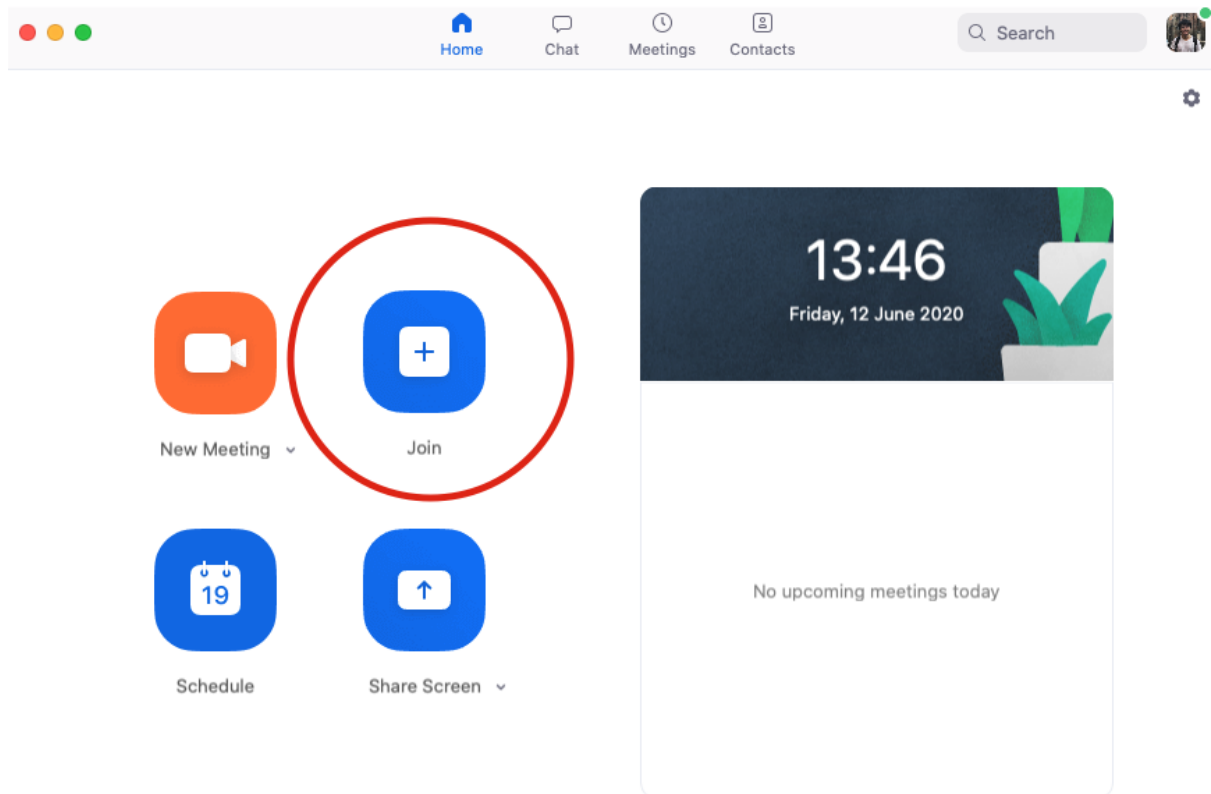 Home
Chat
Meetings
Contacts
Search
13:46
Friday, 12 June 2020
New Meeting
Join
19
Schedule
Share Screen
No upcoming meetings today